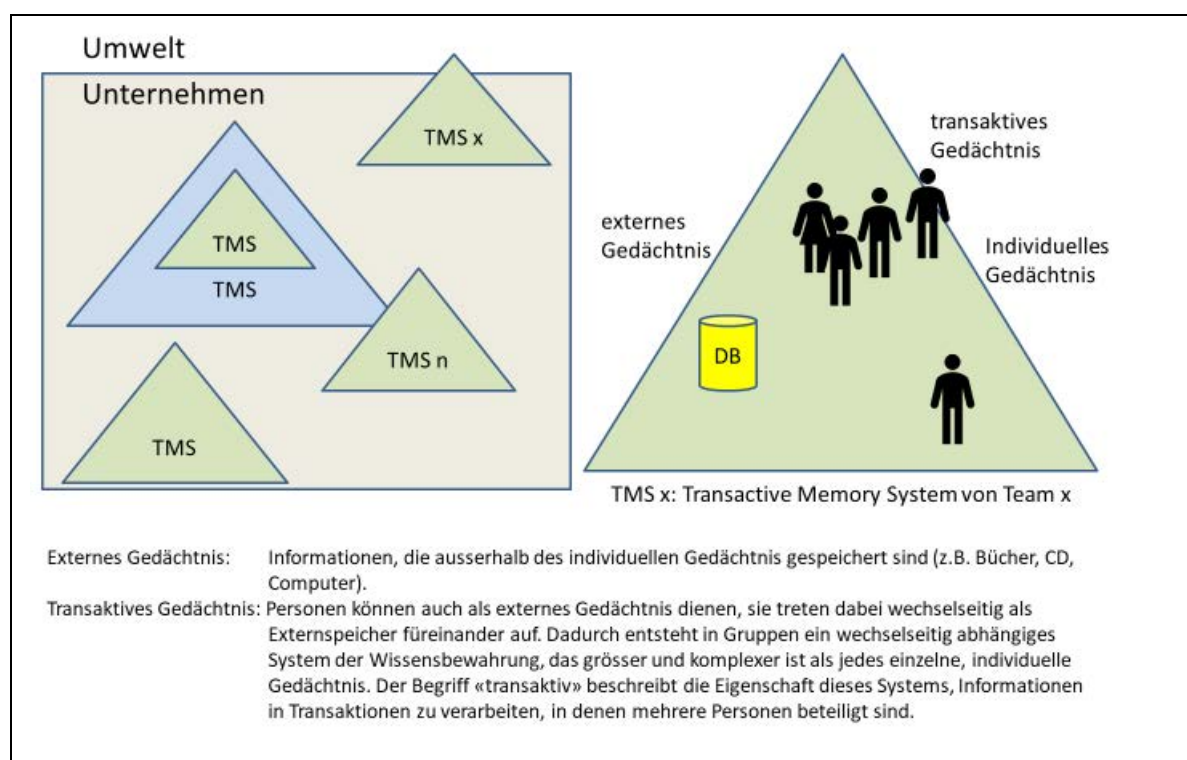 Umwelt
Unternehmen
TMS x
TMS
TMS
TMS n
TMS
transaktives
Gedächtnis
externes
Gedächtnis
Individuelles
Gedächtnis
DB
TMS x: Transactive Memory System von Team x
Externes Gedächtnis: Informationen, die ausserhalb des individuellen Gedächtnis gespeichert sind (z.B. Bücher, CD,
Computer).
Transaktives Gedächtnis: Personen können auch als externes Gedächtnis dienen, sie treten dabei wechselseitig als
Externspeicher füreinander auf. Dadurch entsteht in Gruppen ein wechselseitig abhängiges
System der Wissensbewahrung, das grösser und komplexer ist als jedes einzelne, individuelle
Gedächtnis. Der Begriff «transaktiv» beschreibt die Eigenschaft dieses Systems, Informationen
in Transaktionen zu verarbeiten, in denen mehrere Personen beteiligt sind.